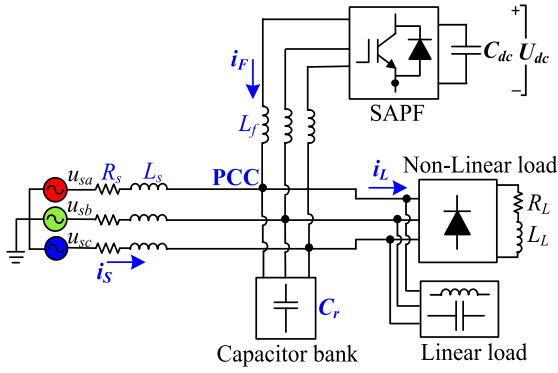 +
C_dc U_dc
−
SAPF
i_F
L_f
u_sa R_s L_s
PCC
i_L
Non-Linear load
R_L
L_L
u_sb
u_sc
i_S
C_r
Capacitor bank
Linear load